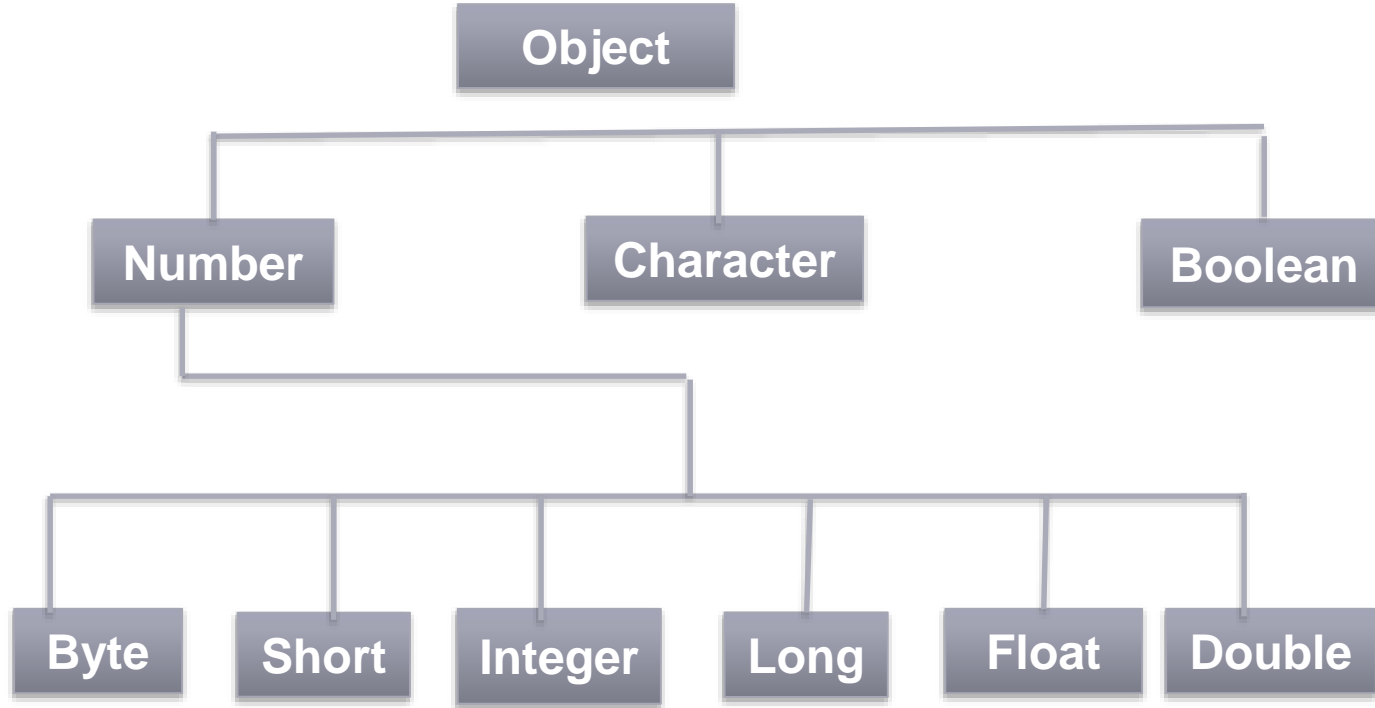 Object
Number
Character
Boolean
Byte
Short
Integer
Long
Float
Double